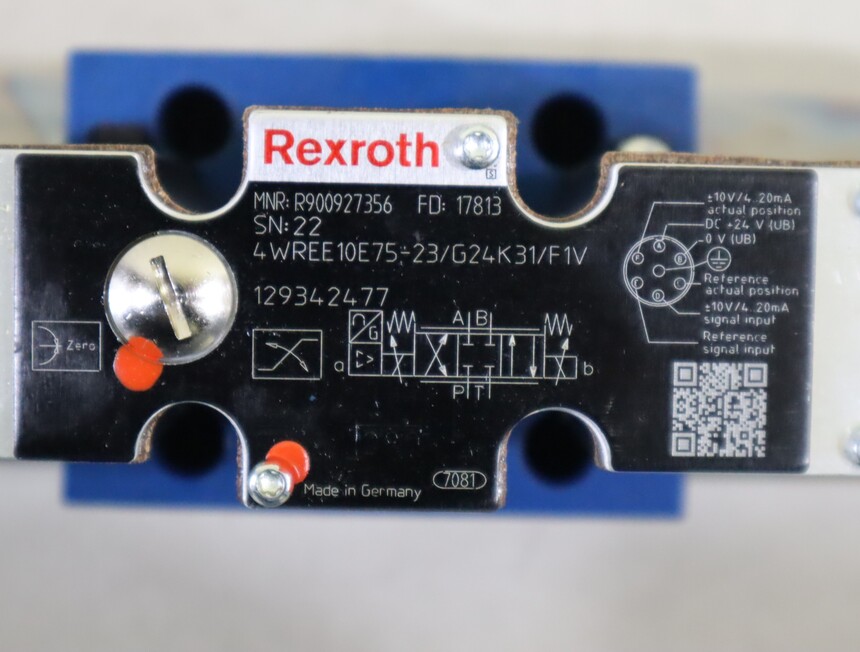 Rexroth
MNR: R900927356 FD: 17813
SN: 22
4WREE10E75-23/G24K31/F1V
129342477
Zero
G
A B
a
b
P T
±10V/4..20mA
actual position
DC +24 V (UB)
0 V (UB)
Reference
actual position
±10V/4..20mA
signal input
Reference
signal input
Made in Germany
7081